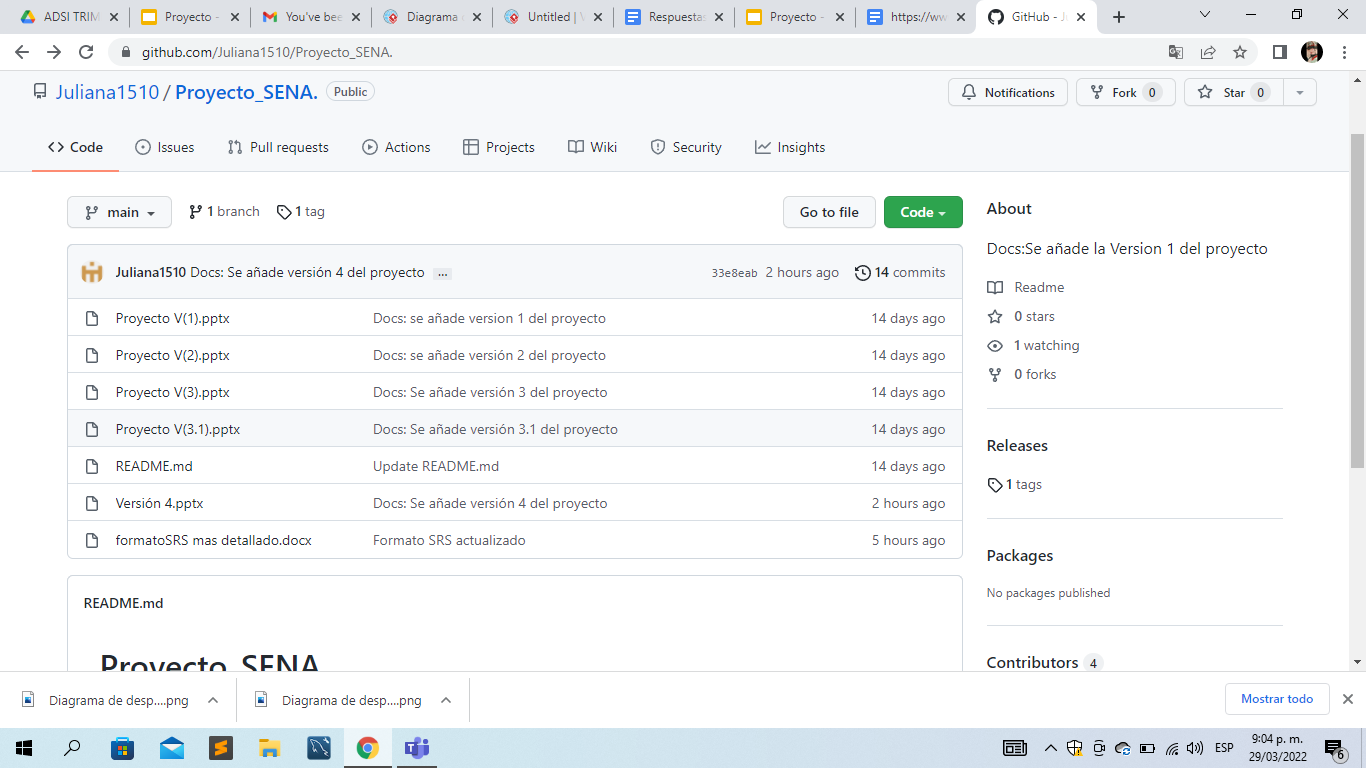 ADSI TRIM
Proyecto -
You've bee
Diagrama
Untitled |
Respuestas
Proyecto -
https://ww
GitHub - J
github.com/Juliana1510/Proyecto_SENA.
Juliana1510 / Proyecto_SENA. Public
Notifications Fork 0 Star 0
Code Issues Pull requests Actions Projects Wiki Security Insights
main 1 branch 1 tag Go to file Code
Juliana1510 Docs: Se añade versión 4 del proyecto ... 33e8eab 2 hours ago 14 commits
Proyecto V(1).pptx Docs: se añade version 1 del proyecto 14 days ago
Proyecto V(2).pptx Docs: se añade versión 2 del proyecto 14 days ago
Proyecto V(3).pptx Docs: Se añade versión 3 del proyecto 14 days ago
Proyecto V(3.1).pptx Docs: Se añade versión 3.1 del proyecto 14 days ago
README.md Update README.md 14 days ago
Versión 4.pptx Docs: Se añade versión 4 del proyecto 2 hours ago
formatoSRS mas detallado.docx Formato SRS actualizado 5 hours ago
README.md
Proyecto_SENA
About
Docs:Se añade la Version 1 del proyecto
Readme
0 stars
1 watching
0 forks
Releases
1 tags
Packages
No packages published
Contributors 4
Diagrama de desp....png
Diagrama de desp....png
Mostrar todo
ESP
9:04 p. m.
29/03/2022
6